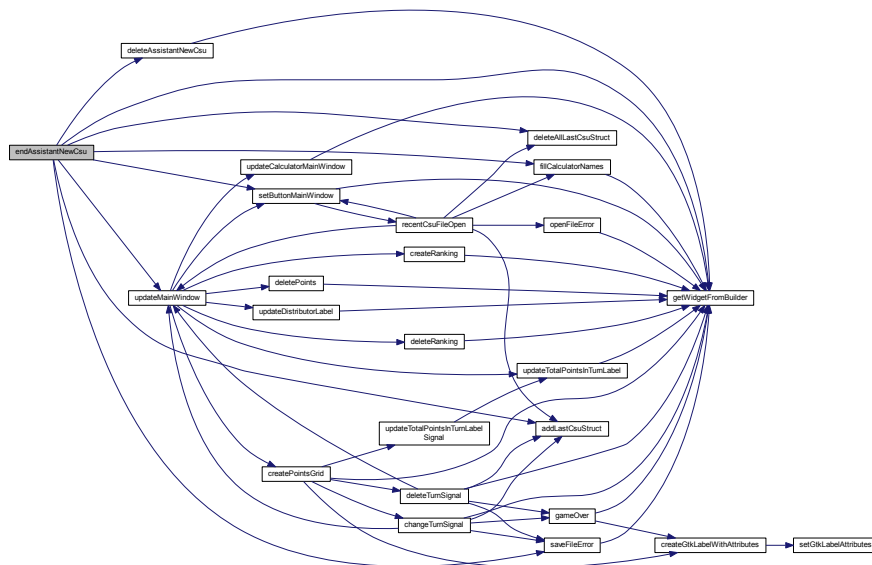 deleteAssistantNewCsu
endAssistantNewCsu
deleteAllLastCsuStruct
updateCalculatorMainWindow
fillCalculatorNames
setButtonMainWindow
recentCsuFileOpen
openFileError
createRanking
deletePoints
updateMainWindow
getWidgetFromBuilder
updateDistributorLabel
deleteRanking
updateTotalPointsInTurnLabel
updateTotalPointsInTurnLabel
Signal
addLastCsuStruct
createPointsGrid
deleteTurnSignal
gameOver
changeTurnSignal
saveFileError
createGtkLabelWithAttributes
setGtkLabelAttributes